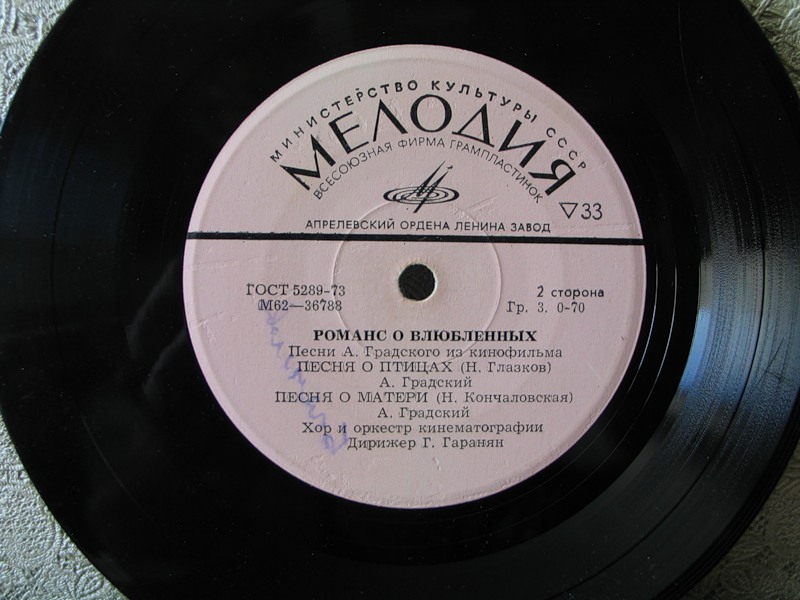 МИНИСТЕРСТВО КУЛЬТУРЫ СССР
МЕЛОДИЯ
ВСЕСОЮЗНАЯ ФИРМА ГРАМПЛАСТИНОК
▽33
АПРЕЛЕВСКИЙ ОРДЕНА ЛЕНИНА ЗАВОД
ГОСТ 5289-73
М62—36788
2 сторона
Гр. 3. 0-70
РОМАНС О ВЛЮБЛЕННЫХ
Песни А. Градского из кинофильма
ПЕСНЯ О ПТИЦАХ (Н. Глазков)
А. Градский
ПЕСНЯ О МАТЕРИ (Н. Кончаловская)
А. Градский
Хор и оркестр кинематографии
Дирижер Г. Гаранян